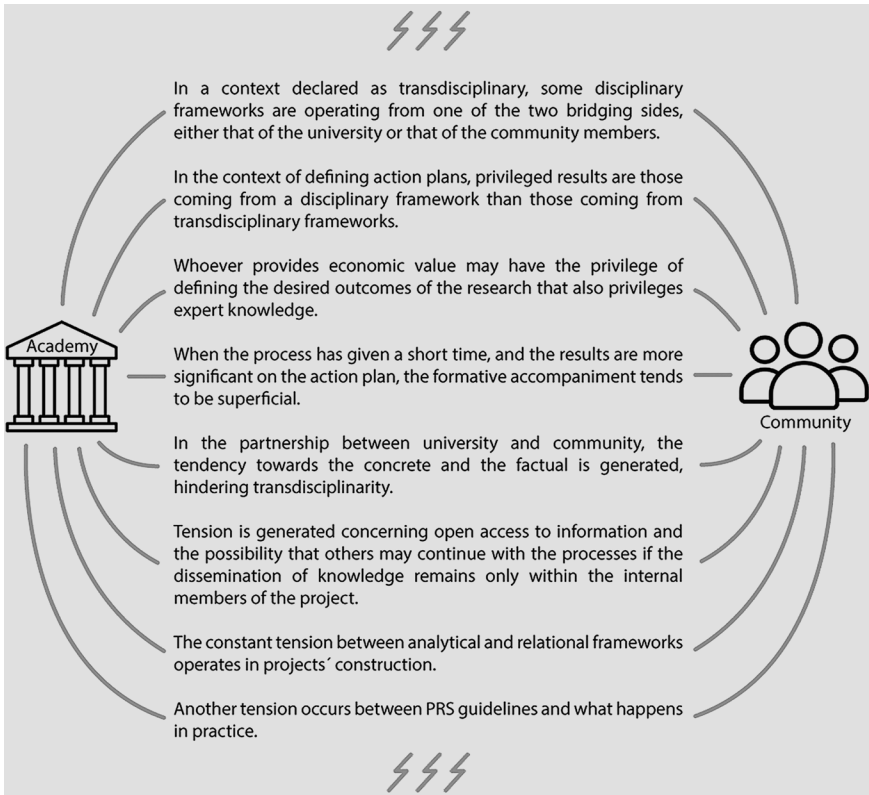 In a context declared as transdisciplinary, some disciplinary
frameworks are operating from one of the two bridging sides,
either that of the university or that of the community members.
In the context of defining action plans, privileged results are those
coming from a disciplinary framework than those coming from
transdisciplinary frameworks.
Whoever provides economic value may have the privilege of
defining the desired outcomes of the research that also privileges
expert knowledge.
Academy
When the process has given a short time, and the results are more
significant on the action plan, the formative accompaniment tends
to be superficial.
Community
In the partnership between university and community, the
tendency towards the concrete and the factual is generated,
hindering transdisciplinarity.
Tension is generated concerning open access to information and
the possibility that others may continue with the processes if the
dissemination of knowledge remains only within the internal
members of the project.
The constant tension between analytical and relational frameworks
operates in projects´ construction.
Another tension occurs between PRS guidelines and what happens
in practice.